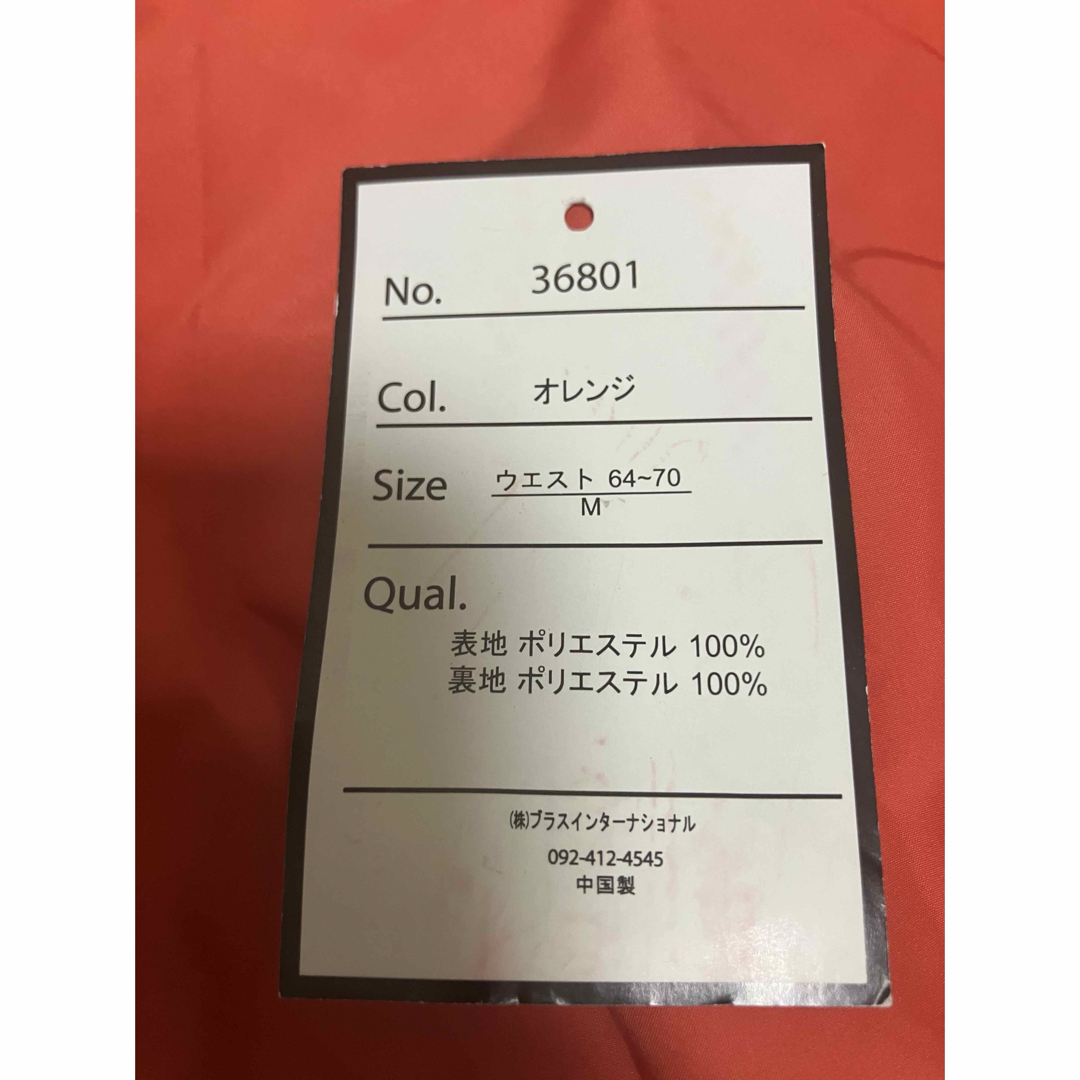 No. 36801
Col. オレンジ
Size ウエスト 64~70
M
Qual.
表地 ポリエステル 100%
裏地 ポリエステル 100%
㈱ブラスインターナショナル
092-412-4545
中国製